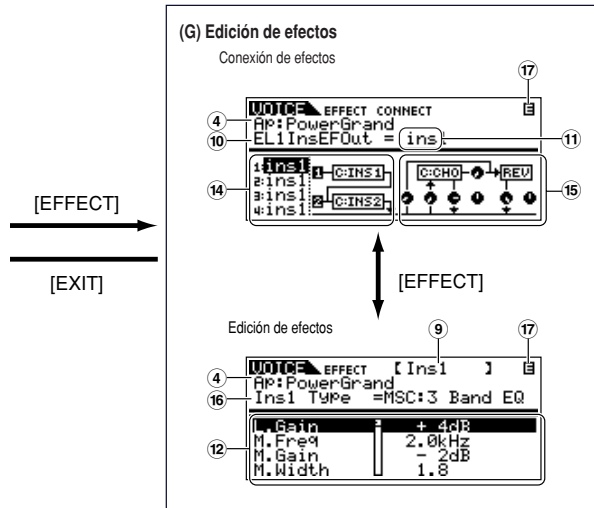 (G) Edición de efectos
Conexión de efectos
17
VOICE EFFECT CONNECT E
4 AP:PowerGrand
10 EL1InsEFOut = ins1 11
14 1:ins1 1 C:INS1 C:CHO REV 15
2:ins1
3:ins1 2 C:INS2
4:ins1
[EFFECT]
[EXIT]
[EFFECT]
Edición de efectos 9 17
VOICE EFFECT [Ins1 ] E
4 AP:PowerGrand
16 Ins1 Type =MSC:3 Band EQ
12 L.Gain + 4dB
M.Freq 2.0kHz
M.Gain - 2dB
M.Width 1.8